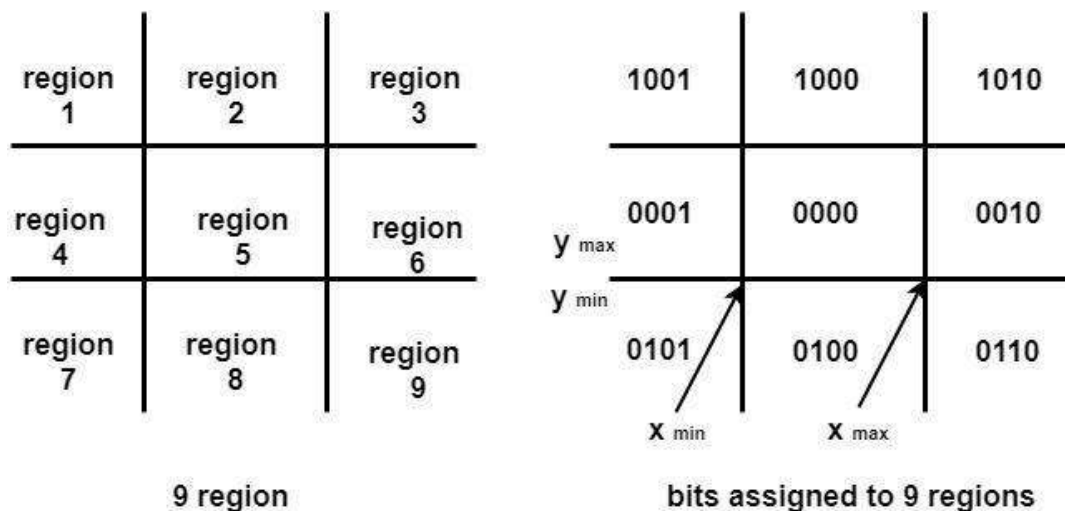 region
1
region
2
region
3
region
4
region
5
region
6
region
7
region
8
region
9
9 region
1001 1000 1010
0001 0000 0010
y max
y min
0101 0100 0110
x min
x max
bits assigned to 9 regions